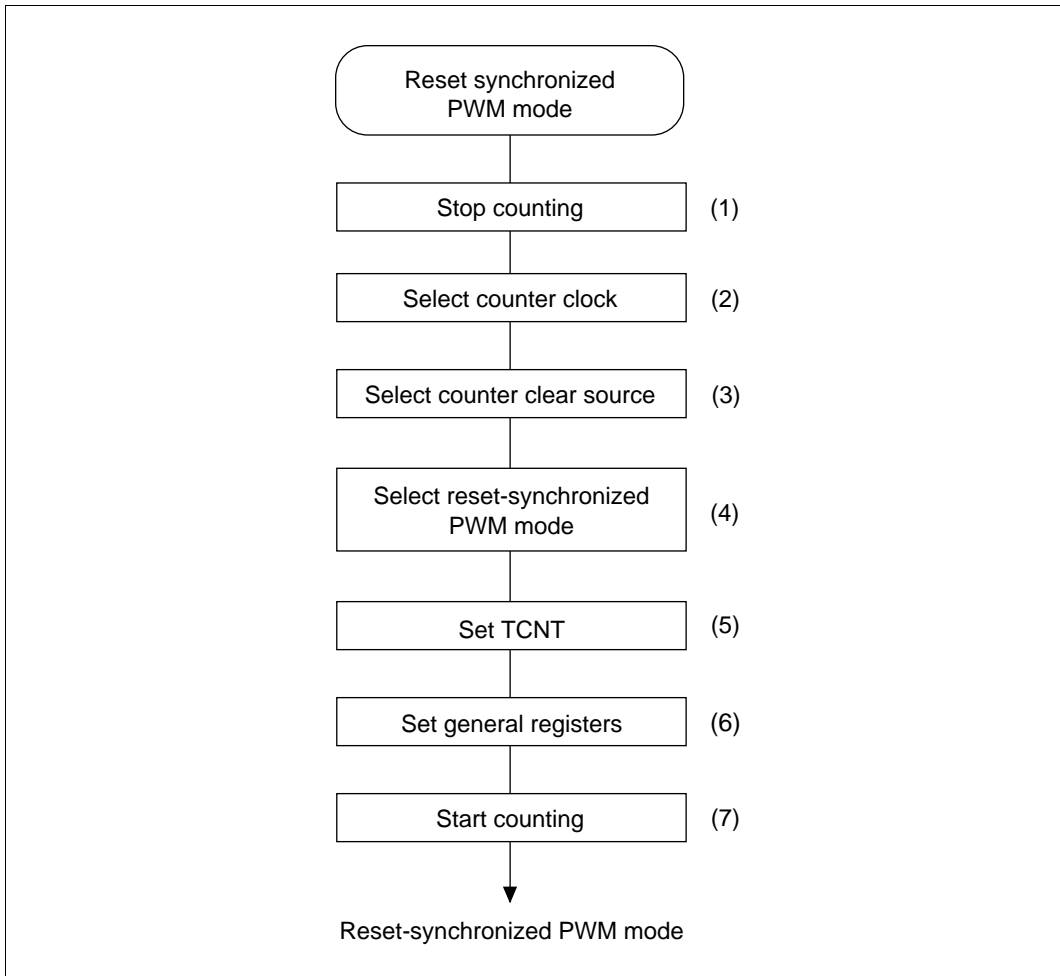 Reset synchronized
PWM mode
Stop counting (1)
Select counter clock (2)
Select counter clear source (3)
Select reset-synchronized
PWM mode (4)
Set TCNT (5)
Set general registers (6)
Start counting (7)
Reset-synchronized PWM mode